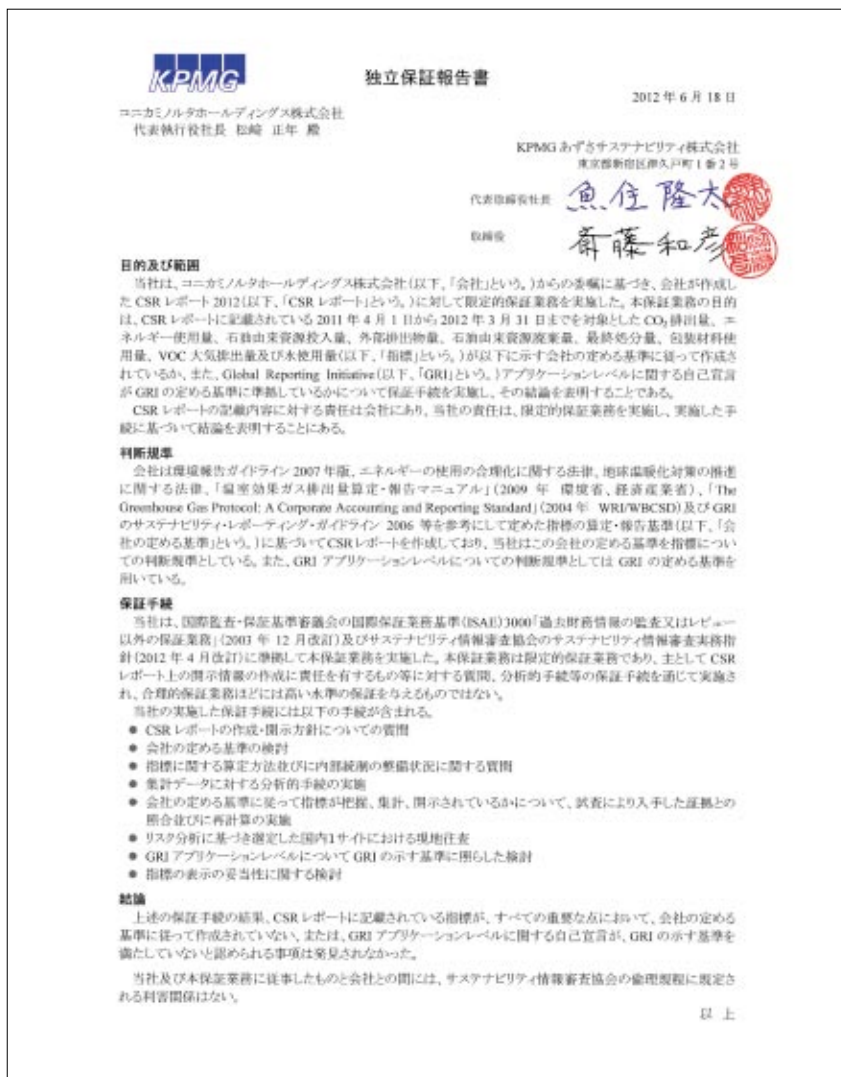 KPMG
独立保証報告書
2012年6月18日
コニカミノルタホールディングス株式会社
代表執行役社長 松﨑 正年 殿
KPMGあずさサステナビリティ株式会社
東京都新宿区津久戸町1番2号
代表取締役社長 魚住隆太
取締役 斎藤和彦
目的及び範囲
当社は、コニカミノルタホールディングス株式会社(以下、「会社」という。)からの委嘱に基づき、会社が作成し
たCSRレポート2012(以下、「CSRレポート」という。)に対して限定的保証業務を実施した。本保証業務の目的
は、CSRレポートに記載されている2011年4月1日から2012年3月31日までを対象としたCO₂排出量、エ
ネルギー使用量、石油由来資源投入量、外部排出物量、石油由来資源廃棄量、最終処分量、包装材料使
用量、VOC大気排出量及び水使用量(以下、「指標」という。)が以下に示す会社の定める基準に従って作成さ
れているか、また、Global Reporting Initiative(以下、「GRI」という。)アプリケーションレベルに関する自己宣言
がGRIの定める基準に準拠しているかについて保証手続を実施し、その結論を表明することである。
CSRレポートの記載内容に対する責任は会社にあり、当社の責任は、限定的保証業務を実施し、実施した手
続に基づいて結論を表明することにある。
判断規準
会社は環境報告ガイドライン2007年版、エネルギーの使用の合理化に関する法律、地球温暖化対策の推進
に関する法律、「温室効果ガス排出量算定・報告マニュアル」(2009年 環境省、経済産業省)、「The
Greenhouse Gas Protocol: A Corporate Accounting and Reporting Standard」(2004年 WRI/WBCSD)及びGRI
のサステナビリティ・レポーティング・ガイドライン 2006 等を参考にして定めた指標の算定・報告基準(以下、「会
社の定める基準」という。)に基づいてCSRレポートを作成しており、当社はこの会社の定める基準を指標につい
ての判断規準としている。また、GRIアプリケーションレベルについての判断規準としてはGRIの定める基準を
用いている。
保証手続
当社は、国際監査・保証基準審議会の国際保証業務基準(ISAE)3000「過去財務情報の監査又はレビュー
以外の保証業務」(2003年12月改訂)及びサステナビリティ情報審査協会のサステナビリティ情報審査実務指
針(2012年4月改訂)に準拠して本保証業務を実施した。本保証業務は限定的保証業務であり、主としてCSR
レポート上の開示情報の作成に責任を有するもの等に対する質問、分析的手続等の保証手続を通じて実施さ
れ、合理的保証業務ほどには高い水準の保証を与えるものではない。
当社の実施した保証手続には以下の手続が含まれる。
● CSRレポートの作成・開示方針についての質問
● 会社の定める基準の検討
● 指標に関する算定方法並びに内部統制の整備状況に関する質問
● 集計データに対する分析的手続の実施
● 会社の定める基準に従って指標が把握、集計、開示されているかについて、試査により入手した証拠との
照合並びに再計算の実施
● リスク分析に基づき選定した国内1サイトにおける現地往査
● GRIアプリケーションレベルについてGRIの示す基準に照らした検討
● 指標の表示の妥当性に関する検討
結論
上述の保証手続の結果、CSRレポートに記載されている指標が、すべての重要な点において、会社の定める
基準に従って作成されていない、または、GRIアプリケーションレベルに関する自己宣言が、GRIの示す基準を
満たしていないと認められる事項は発見されなかった。
当社及び本保証業務に従事したものと会社との間には、サステナビリティ情報審査協会の倫理規程に規定さ
れる利害関係はない。
以 上